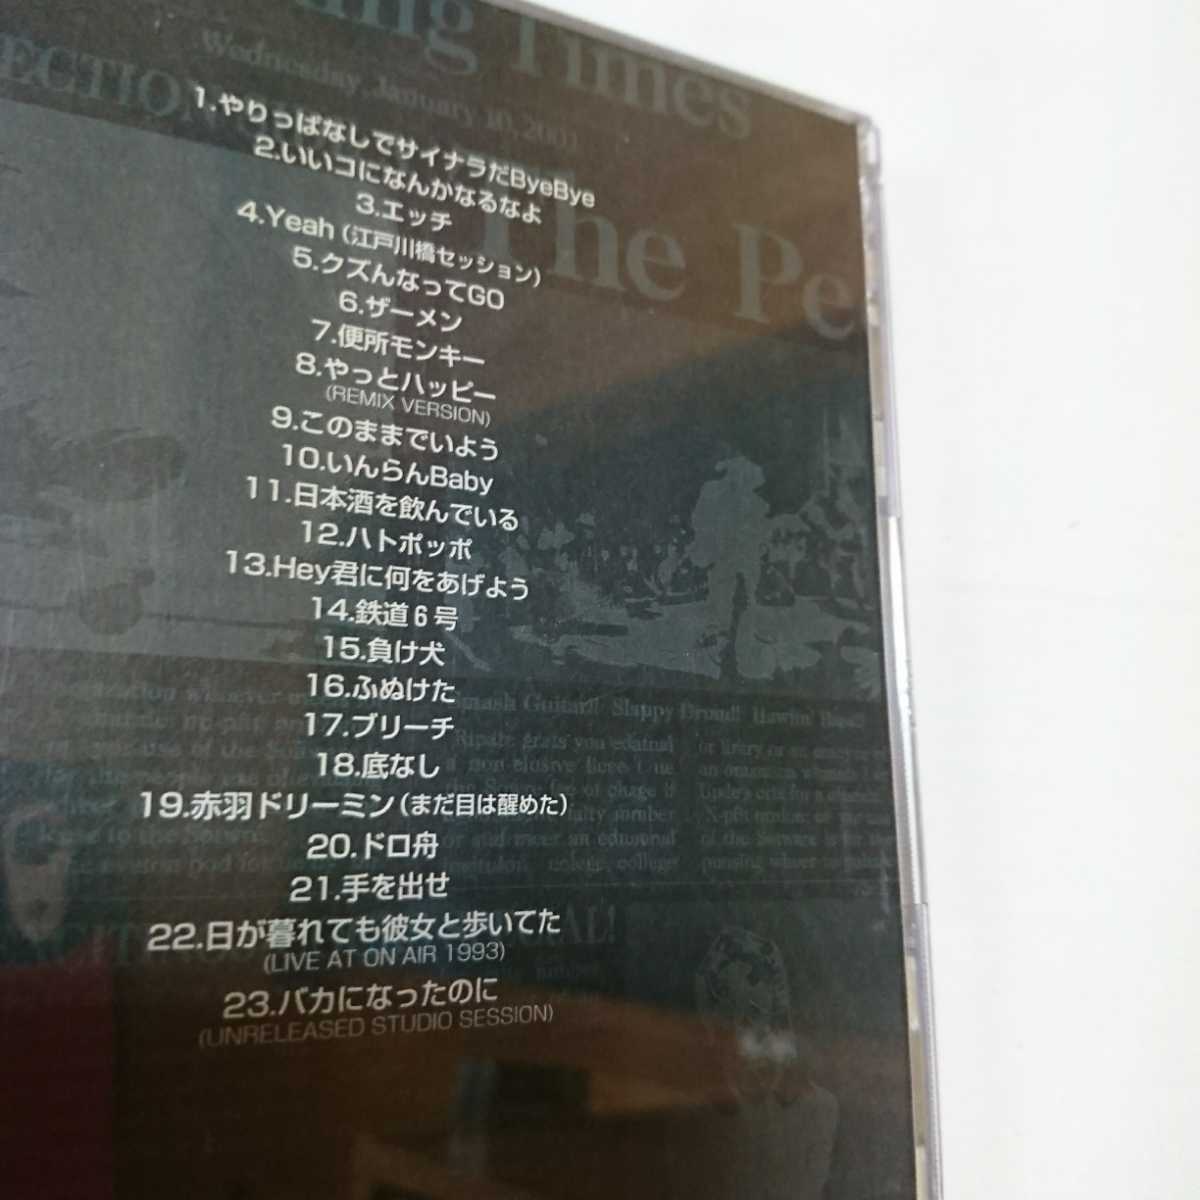 ing Times
Wednesday, January 10, 2001
ECTION
The Pe
1.やりっぱなしでサイナラだByeBye
2.いいコになんかなるなよ
3.エッチ
4.Yeah（江戸川橋セッション）
5.クズんなってGO
6.ザーメン
7.便所モンキー
8.やっとハッピー
(REMIX VERSION)
9.このままでいよう
10.いんらんBaby
11.日本酒を飲んでいる
12.ハトポッポ
13.Hey君に何をあげよう
14.鉄道6号
15.負け犬
16.ふぬけた
17.ブリーチ
18.底なし
19.赤羽ドリーミン（まだ目は醒めた）
20.ドロ舟
21.手を出せ
22.日が暮れても彼女と歩いてた
(LIVE AT ON AIR 1993)
23.バカになったのに
(UNRELEASED STUDIO SESSION)